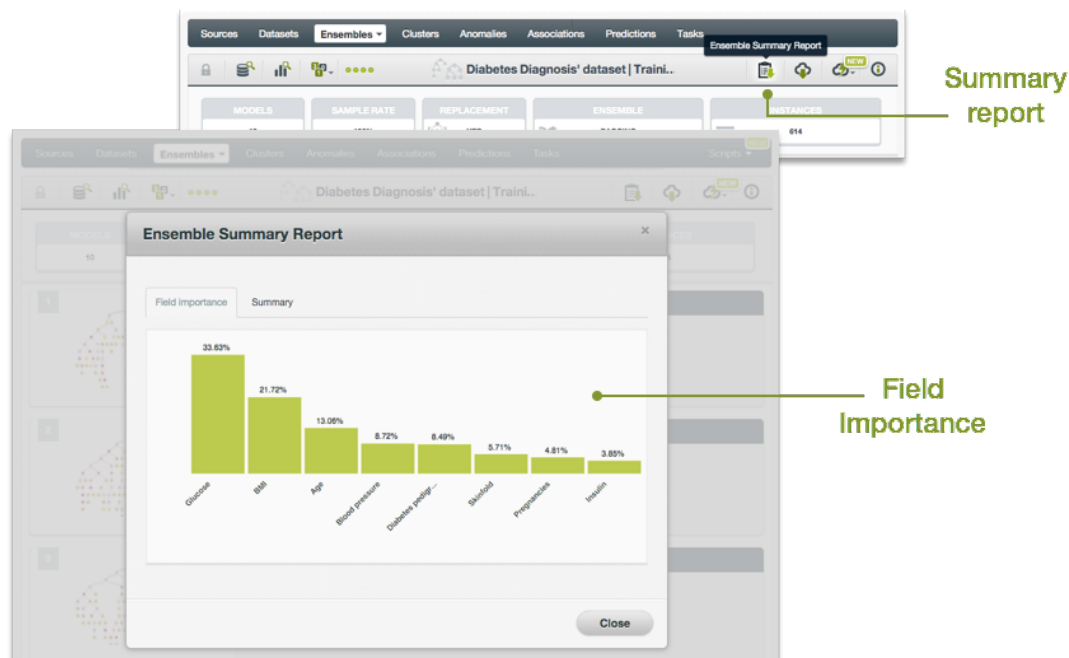 Sources Datasets Ensembles Clusters Anomalies Associations Predictions Tasks
Ensemble Summary Report
NEW
Diabetes Diagnosis' dataset | Traini..
MODELS SAMPLE RATE REPLACEMENT ENSEMBLE INSTANCES
614
Summary
report
Sources Datasets Ensembles Clusters Anomalies Associations Predictions Tasks Scripts
Diabetes Diagnosis' dataset | Traini..
MODELS
10
1
Ensemble Summary Report ×
Field importance Summary
33.63%
21.72%
13.06%
8.72%
8.49%
5.71%
4.81%
3.85%
Glucose
BMI
Age
Blood pressure
Diabetes pedigr...
Skinfold
Pregnancies
Insulin
Field
Importance
Close